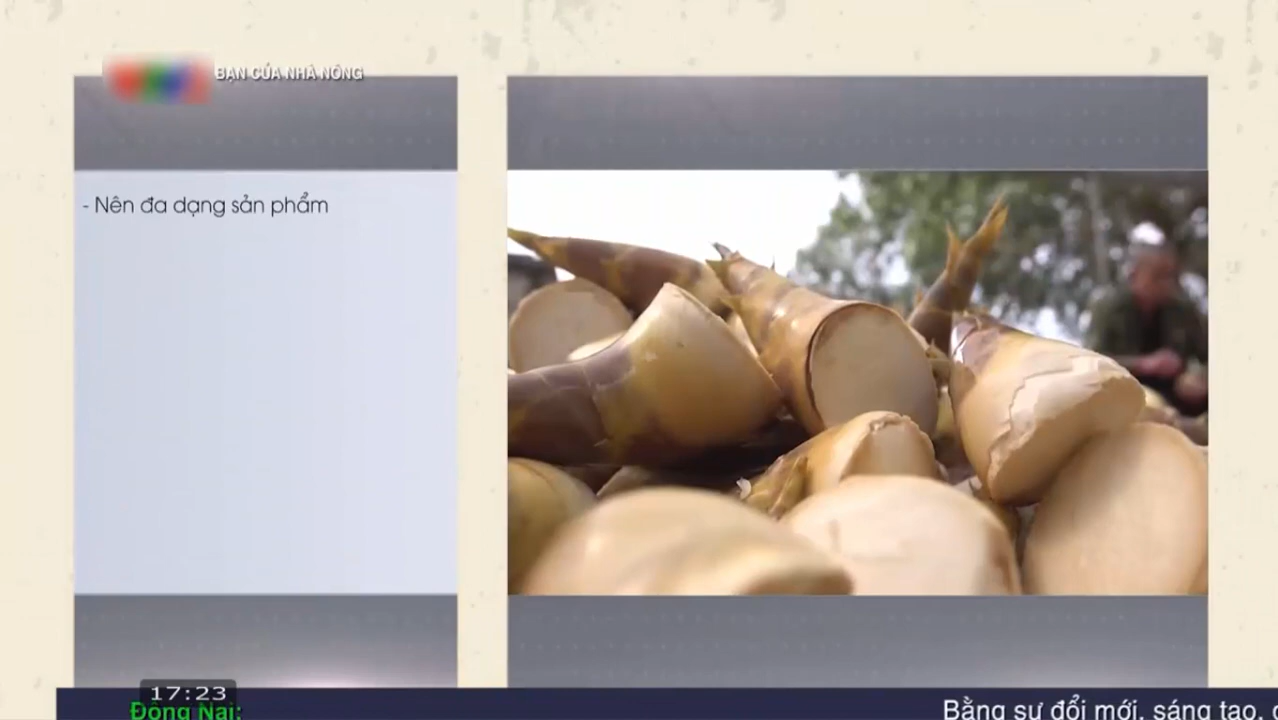 BẠN CỦA NHÀ NÔNG
- Nên đa dạng sản phẩm
17:23
Đồng Nai:
Bằng sự đổi mới, sáng tạo,